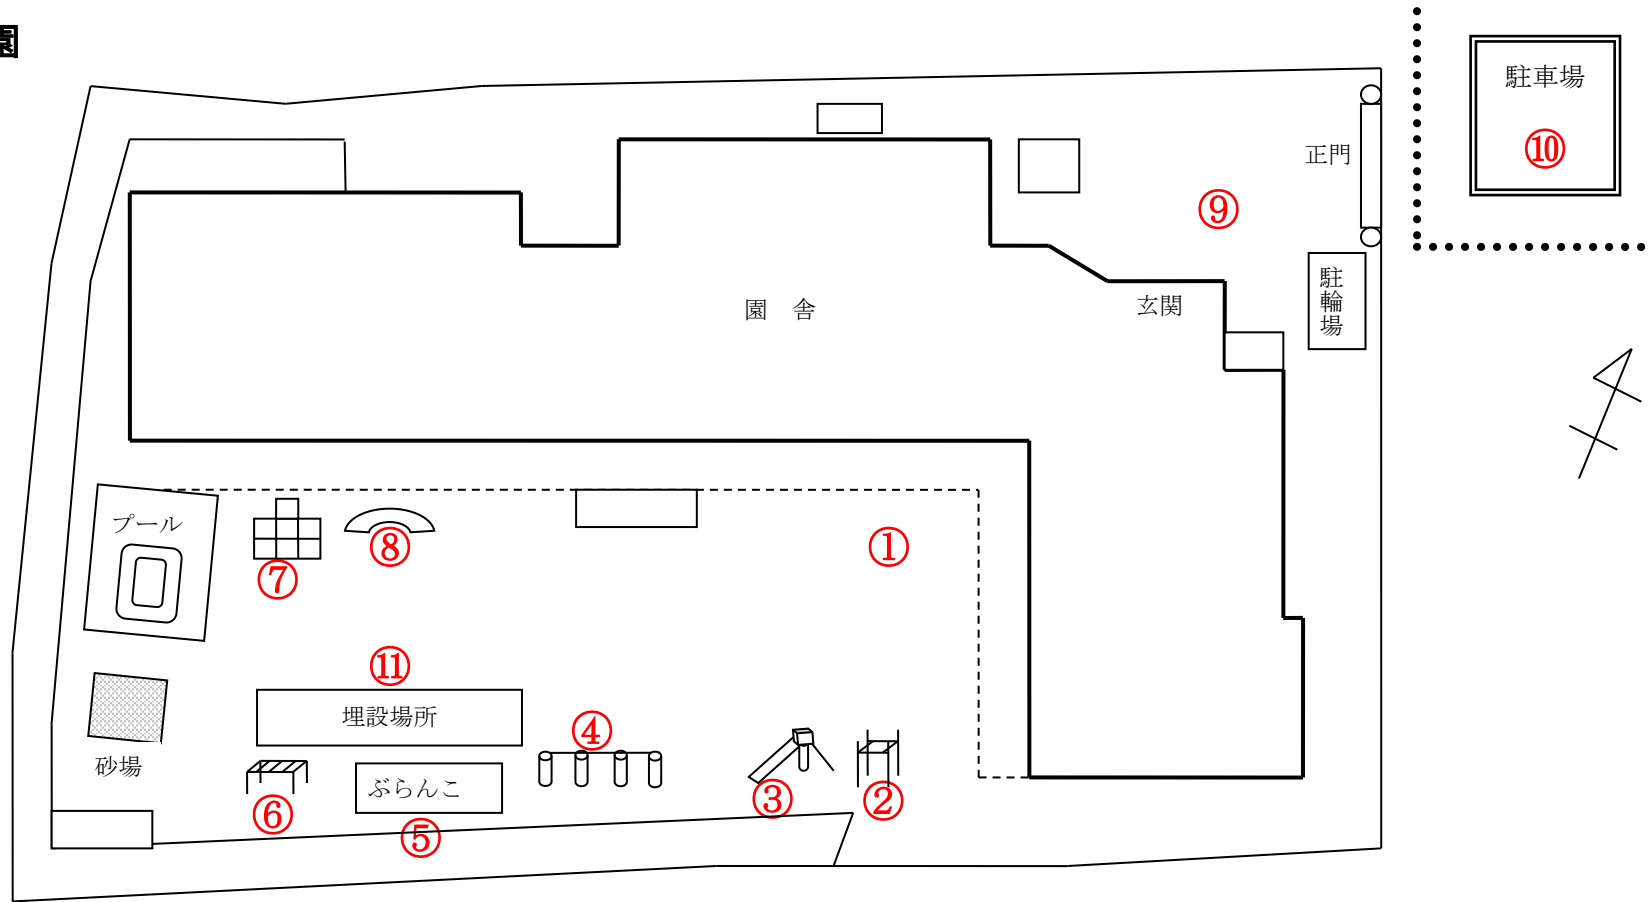 園
駐車場
⑩
正門
⑨
駐輪場
園 舎
玄関
プール
⑦
⑧
①
⑪
埋設場所
砂場
④
⑥
ぶらんこ
⑤
③
②